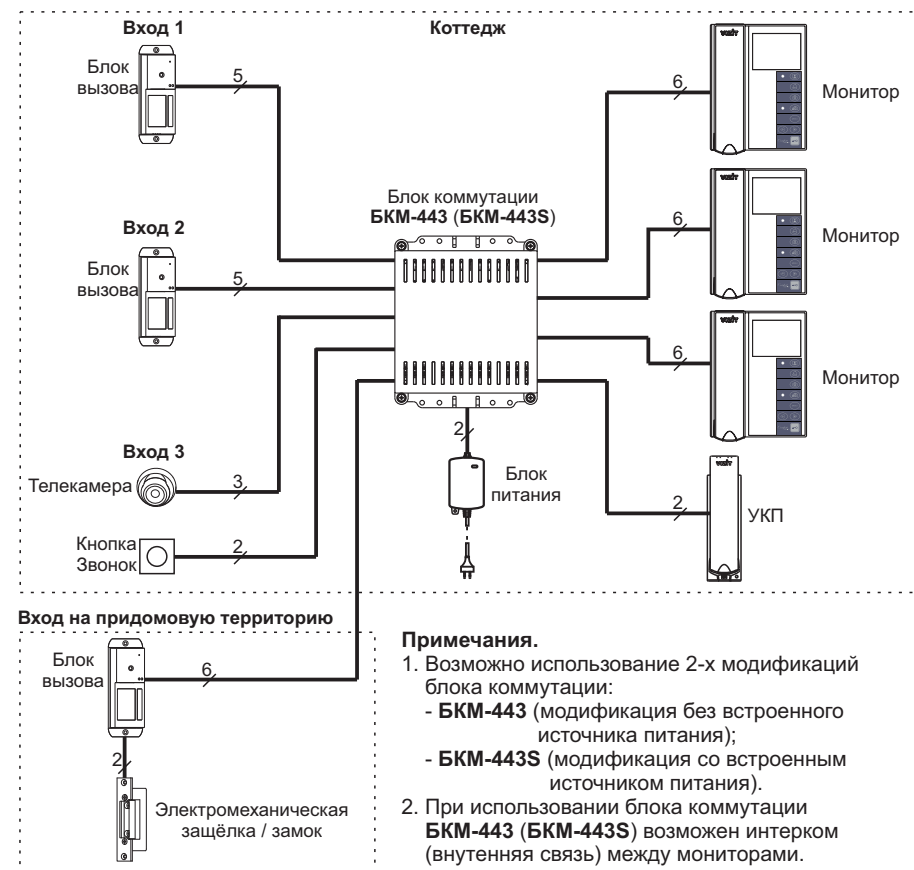 Вход 1
Коттедж
Блок
вызова
5
6
Монитор
Блок коммутации
БКМ-443 (БКМ-443S)
Вход 2
Блок
вызова
5
6
Монитор
6
Монитор
Вход 3
Телекамера
3
2
Блок
питания
Кнопка
Звонок
2
2
УКП
Вход на придомовую территорию
Блок
вызова
6
2
Электромеханическая
защёлка / замок
Примечания.
1. Возможно использование 2-х модификаций
блока коммутации:
- БКМ-443 (модификация без встроенного
источника питания);
- БКМ-443S (модификация со встроенным
источником питания).
2. При использовании блока коммутации
БКМ-443 (БКМ-443S) возможен интерком
(внутенняя связь) между мониторами.